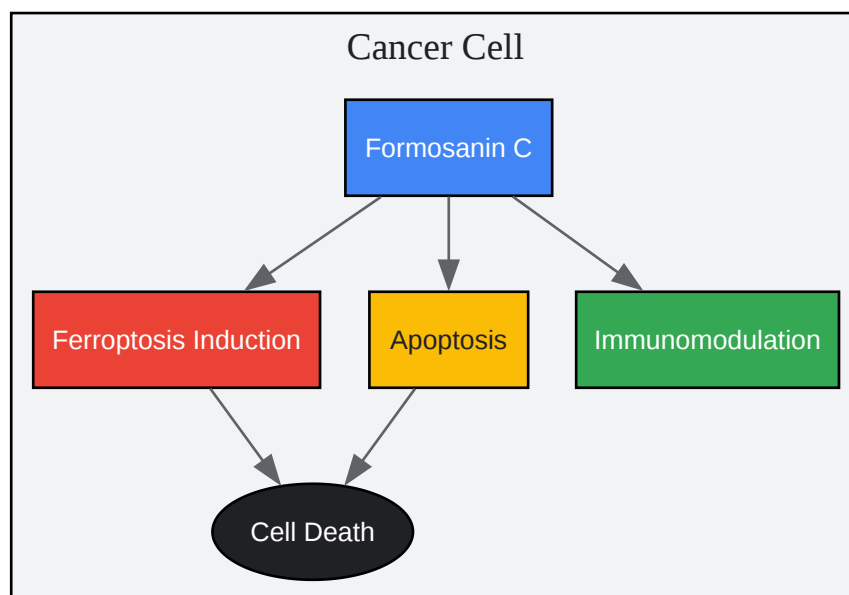 Cancer Cell
Formosanin C
Ferroptosis Induction
Apoptosis
Immunomodulation
Cell Death